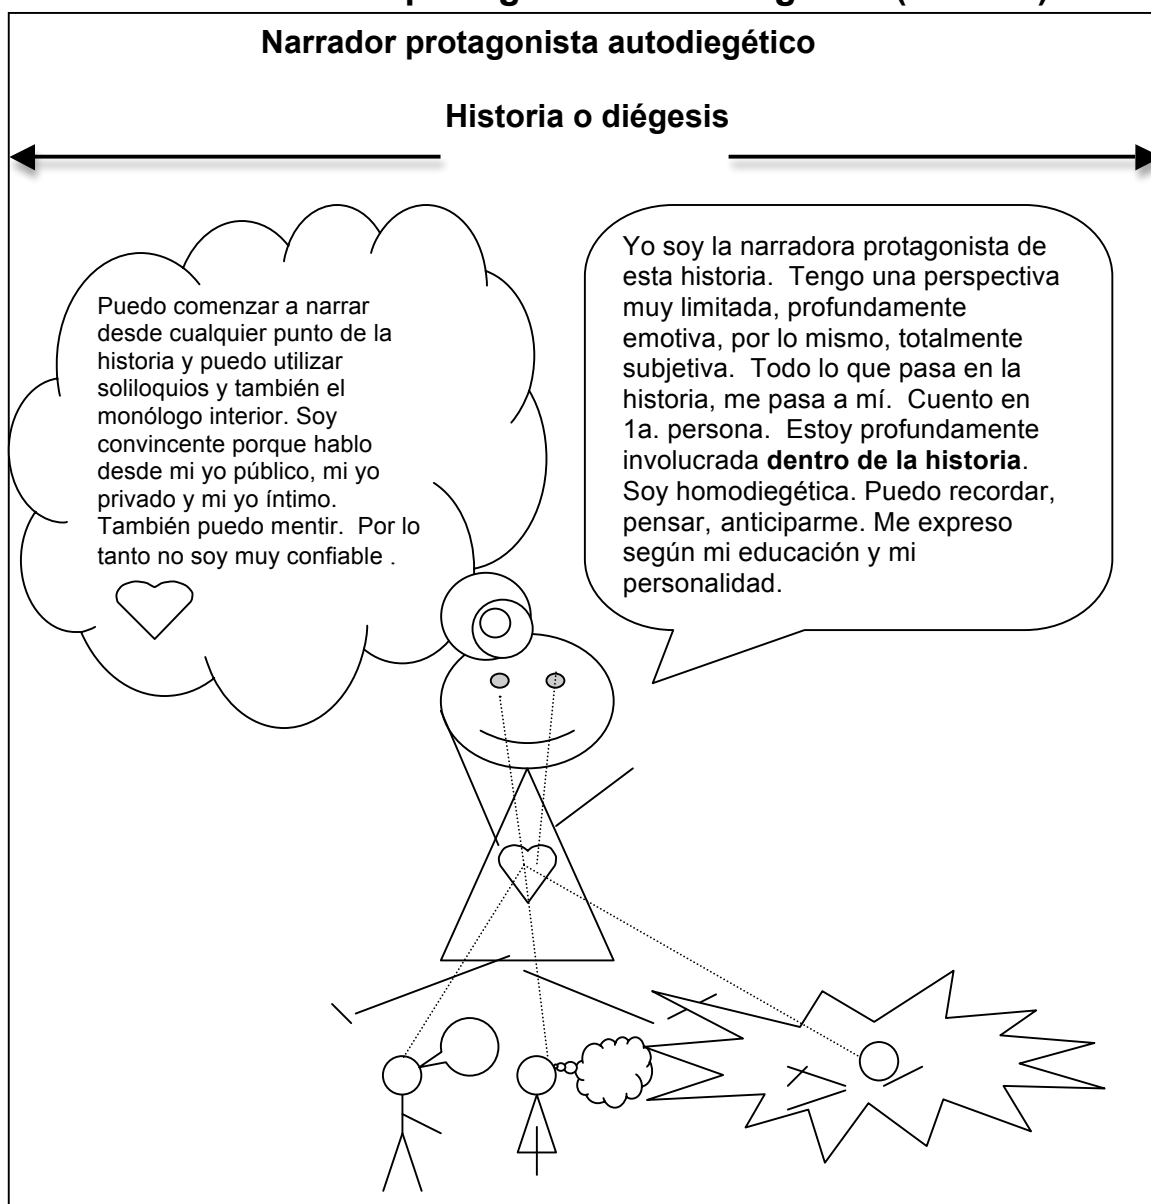 Narrador protagonista autodiegético
Historia o diégesis
Puedo comenzar a narrar
desde cualquier punto de la
historia y puedo utilizar
soliloquios y también el
monólogo interior. Soy
convincente porque hablo
desde mi yo público, mi yo
privado y mi yo íntimo.
También puedo mentir.  Por lo
tanto no soy muy confiable .
Yo soy la narradora protagonista de
esta historia.  Tengo una perspectiva
muy limitada, profundamente
emotiva, por lo mismo, totalmente
subjetiva.  Todo lo que pasa en la
historia, me pasa a mí.  Cuento en
1a. persona.  Estoy profundamente
involucrada dentro de la historia.
Soy homodiegética. Puedo recordar,
pensar, anticiparme. Me expreso
según mi educación y mi
personalidad.